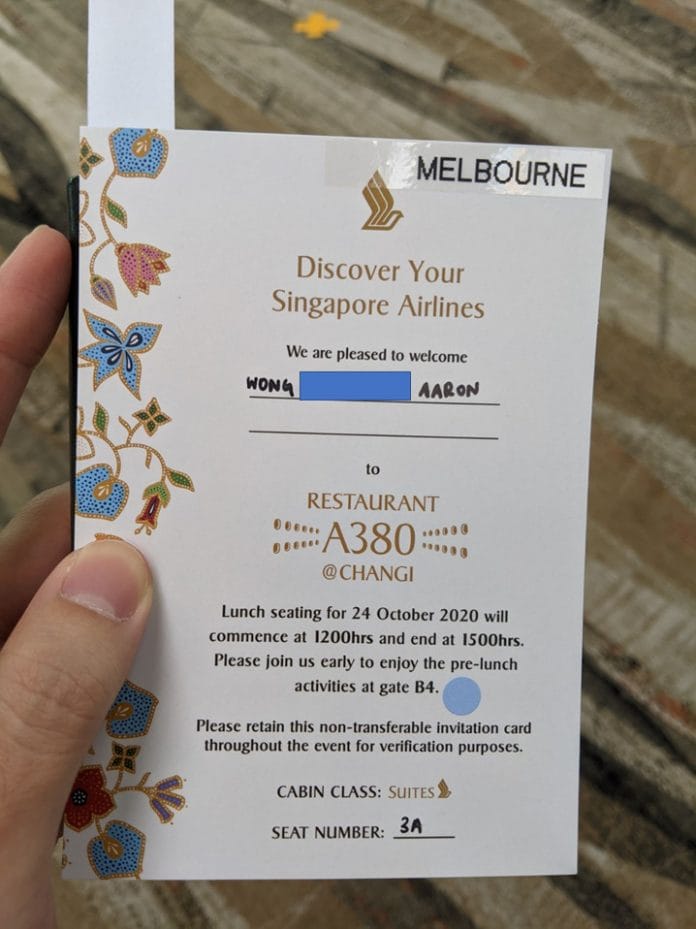 MELBOURNE
Discover Your
Singapore Airlines
We are pleased to welcome
WONG AARON
to
RESTAURANT
A380
@CHANGI
Lunch seating for 24 October 2020 will
commence at 1200hrs and end at 1500hrs.
Please join us early to enjoy the pre-lunch
activities at gate B4.
Please retain this non-transferable invitation card
throughout the event for verification purposes.
CABIN CLASS: SUITES
SEAT NUMBER: 3A